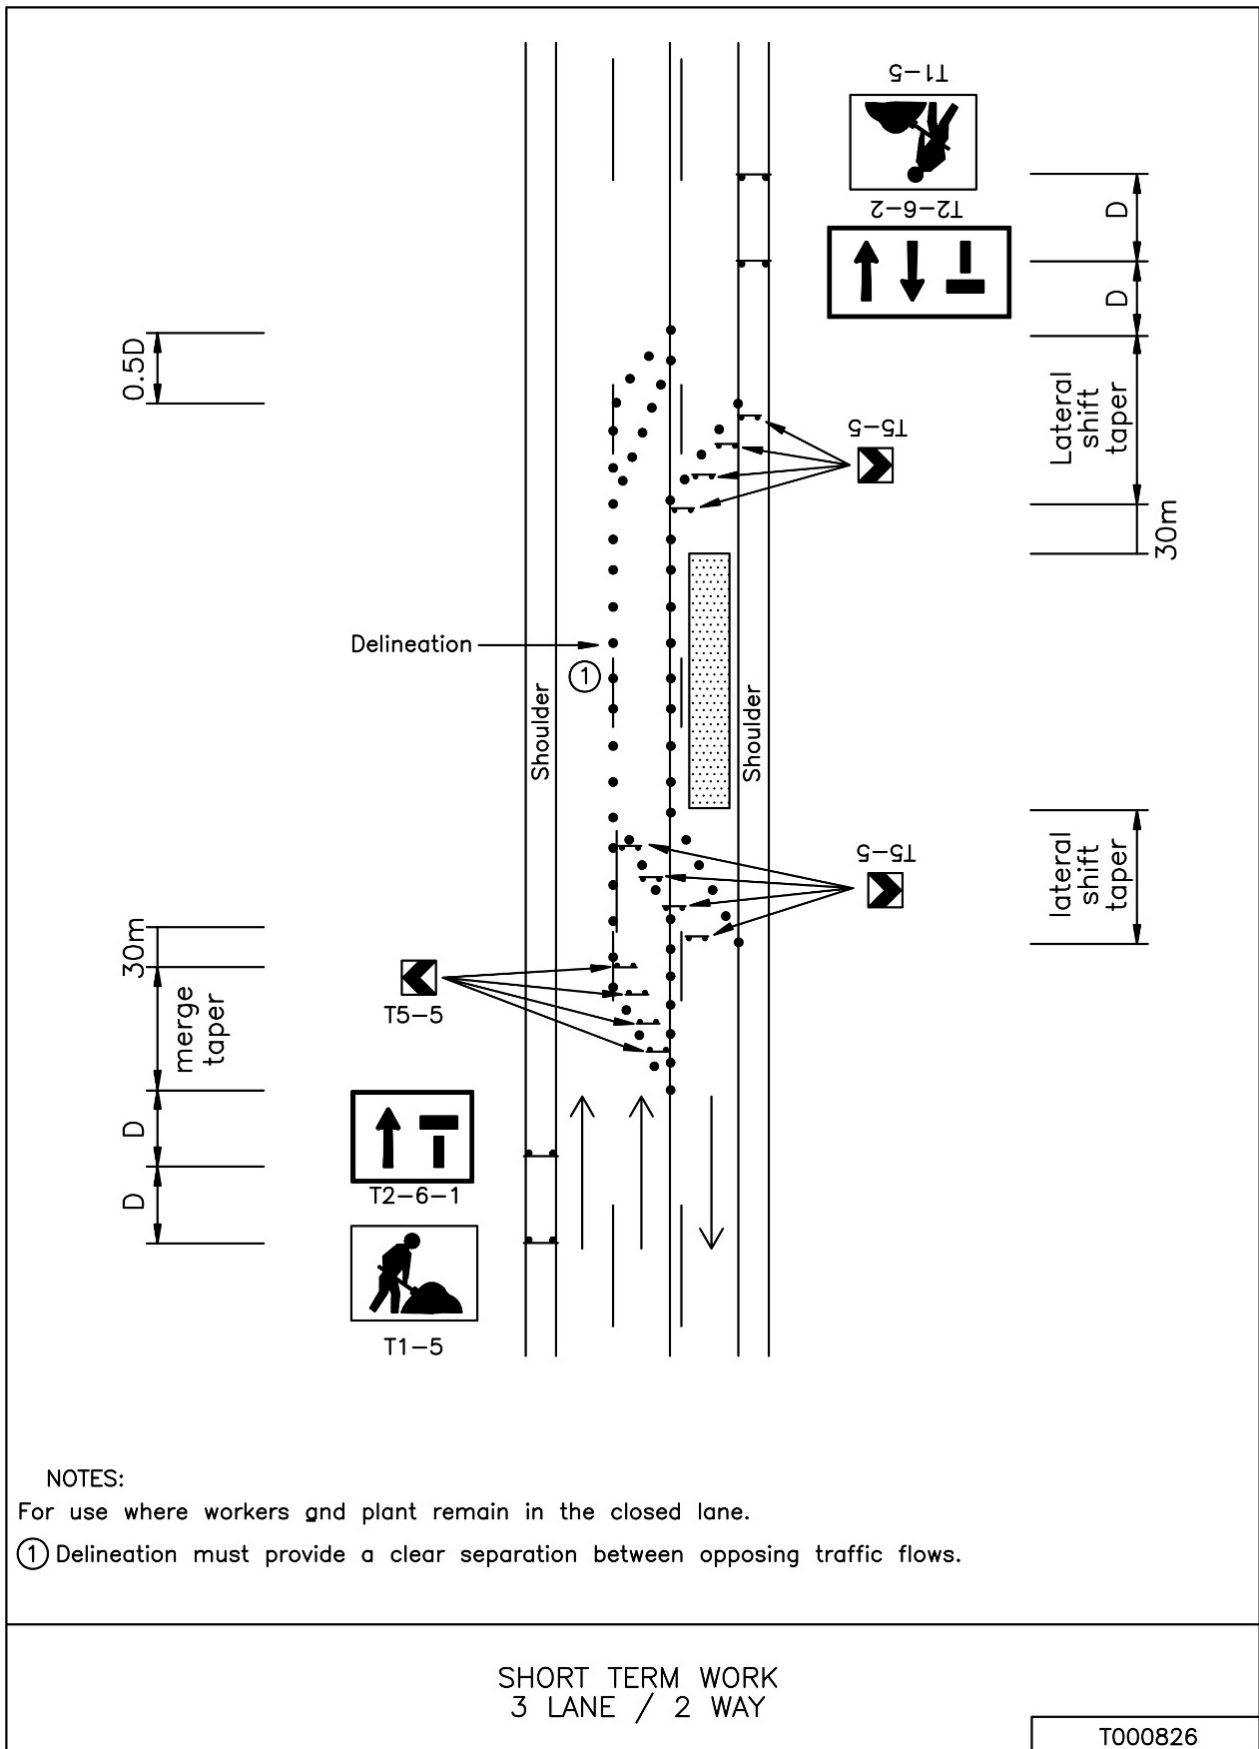 T1-5
T2-6-2
D
D
0.5D
Lateral
shift
taper
T5-5
30m
Delineation
1
Shoulder
Shoulder
T5-5
lateral
shift
taper
30m
merge
taper
T5-5
D
T2-6-1
D
T1-5
NOTES:
For use where workers and plant remain in the closed lane.
1 Delineation must provide a clear separation between opposing traffic flows.
SHORT TERM WORK
3 LANE / 2 WAY
T000826